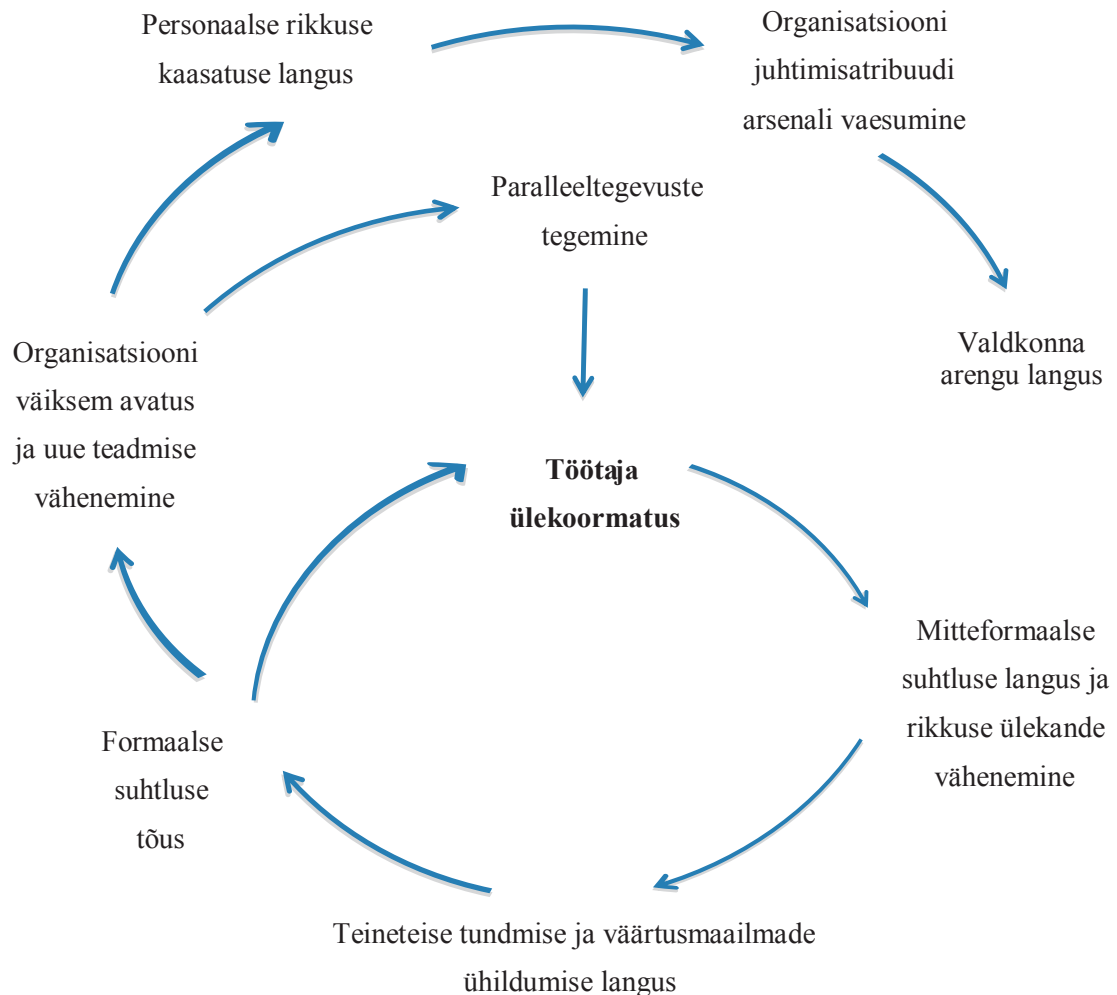 Personaalse rikkuse
kaasatuse langus
Organisatsiooni
juhtimisatribuudi
arsenali vaesumine
Paralleeltegevuste
tegemine
Organisatsiooni
väiksem avatus
ja uue teadmise
vähenemine
Valdkonna
arengu langus
Töötaja
ülekoormatus
Mitteformaalse
suhtluse langus ja
rikkuse ülekande
vähenemine
Formaalse
suhtluse
tõus
Teineteise tundmise ja väärtusmaailmade
ühildumise langus